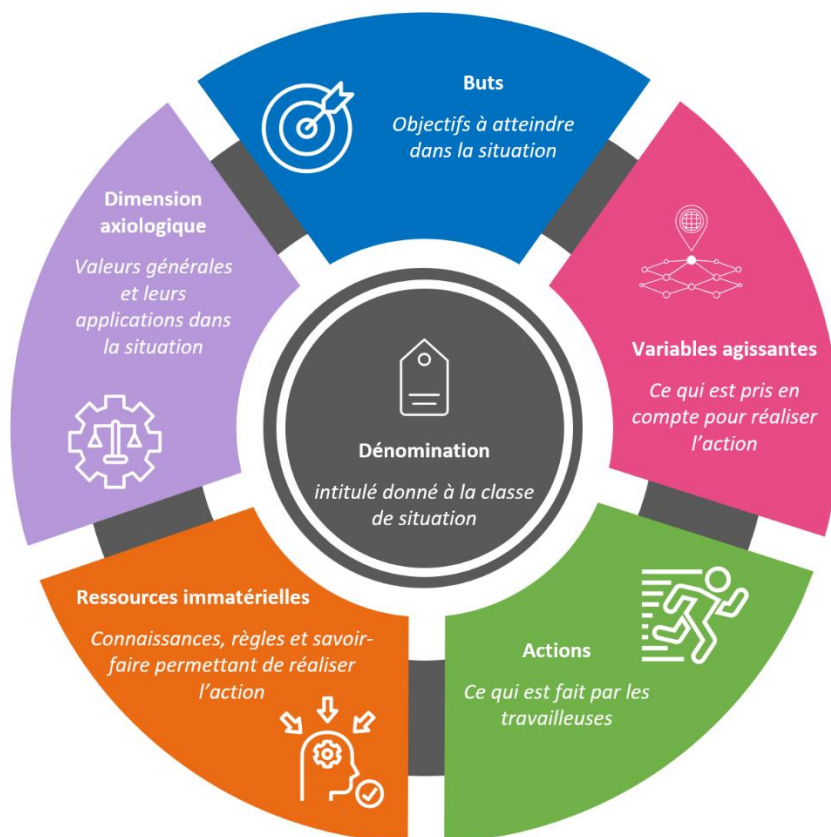 Buts
Objectifs à atteindre
dans la situation
Dimension
axiologique
Valeurs générales
et leurs
applications dans
la situation
Variables agissantes
Ce qui est pris en
compte pour réaliser
l'action
Dénomination
intitulé donné à la classe
de situation
Ressources immatérielles
Connaissances, règles et savoir-
faire permettant de réaliser
l'action
Actions
Ce qui est fait par les
travailleuses